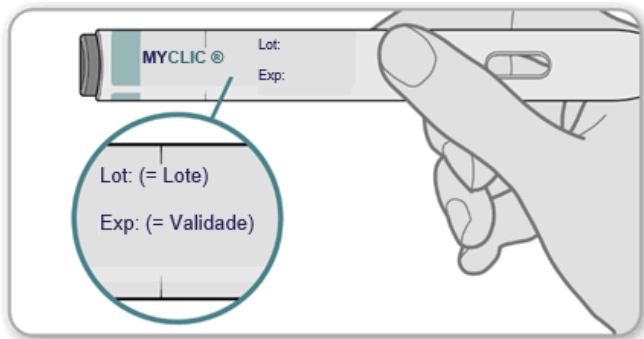 MYCLIC ®
Lot:
Exp:
Lot: (= Lote)
Exp: (= Validade)